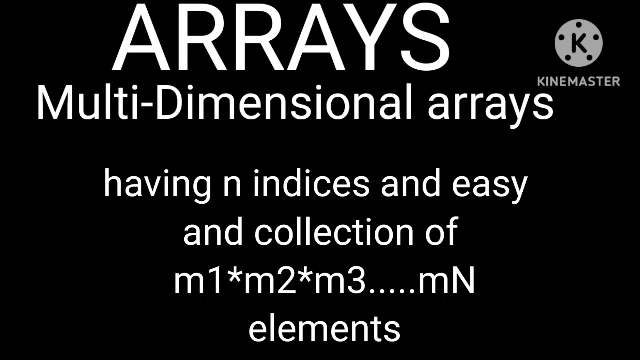 ARRAYS
K
KINEMASTER
Multi-Dimensional arrays
having n indices and easy
and collection of
m1*m2*m3.....mN
elements